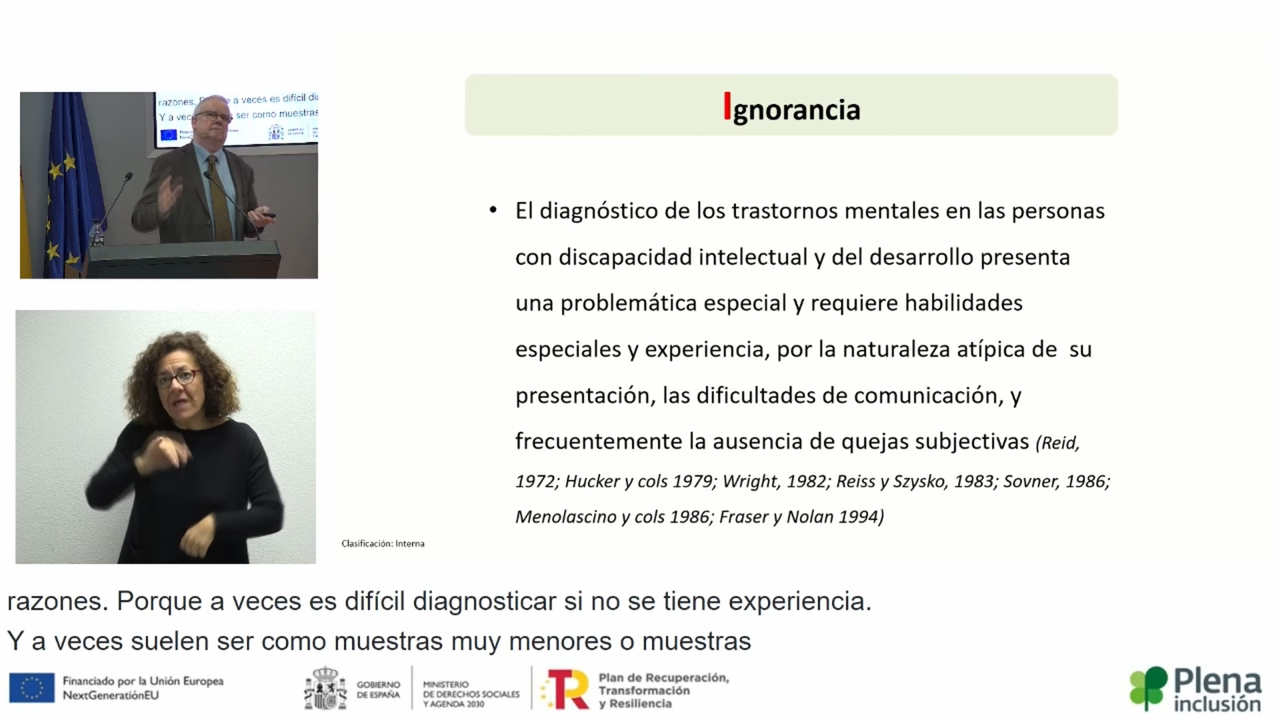 Ignorancia
• El diagnóstico de los trastornos mentales en las personas
con discapacidad intelectual y del desarrollo presenta
una problemática especial y requiere habilidades
especiales y experiencia, por la naturaleza atípica de su
presentación, las dificultades de comunicación, y
frecuentemente la ausencia de quejas subjectivas (Reid,
1972; Hucker y cols 1979; Wright, 1982; Reiss y Szysko, 1983; Sovner, 1986;
Menolascino y cols 1986; Fraser y Nolan 1994)
Clasificación: Interna
razones. Porque a veces es difícil diagnosticar si no se tiene experiencia.
Y a veces suelen ser como muestras muy menores o muestras
Financiado por la Unión Europea
NextGenerationEU
GOBIERNO
DE ESPAÑA
MINISTERIO
DE DERECHOS SOCIALES
Y AGENDA 2030
TR
Plan de Recuperación,
Transformación
y Resiliencia
Plena
inclusión